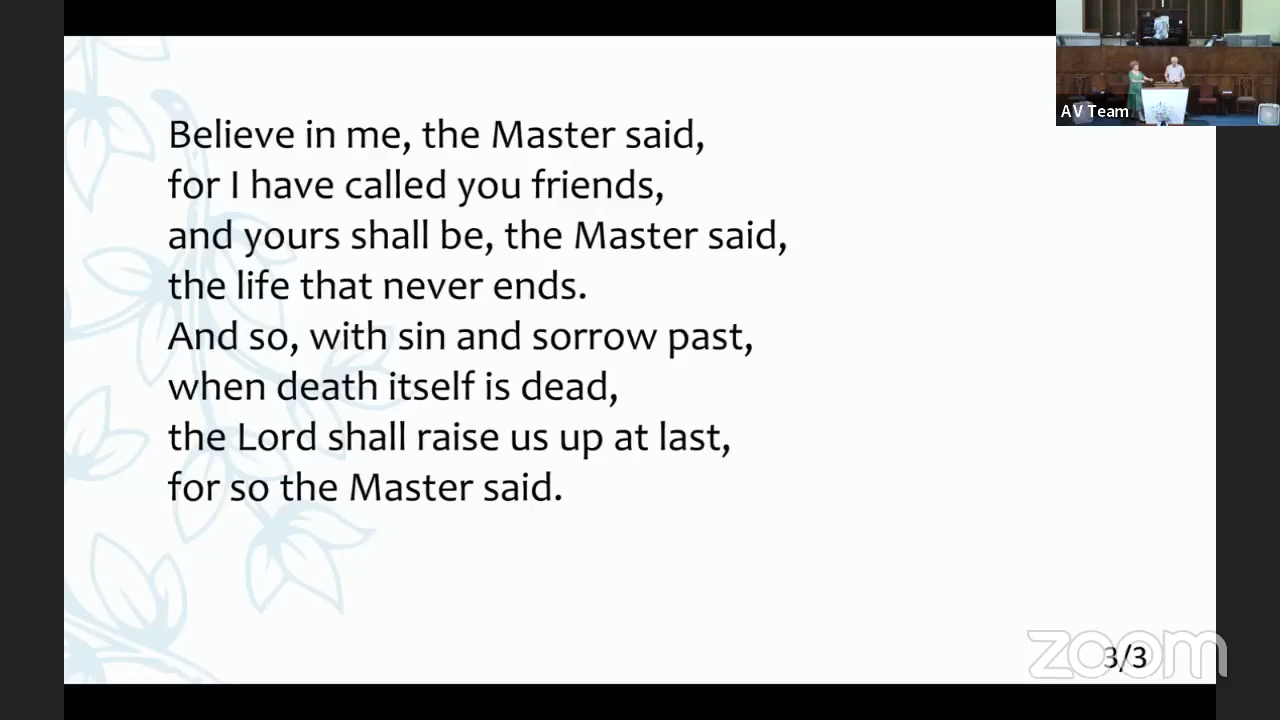 AV Team
Believe in me, the Master said,
for I have called you friends,
and yours shall be, the Master said,
the life that never ends.
And so, with sin and sorrow past,
when death itself is dead,
the Lord shall raise us up at last,
for so the Master said.
zoom
3/3